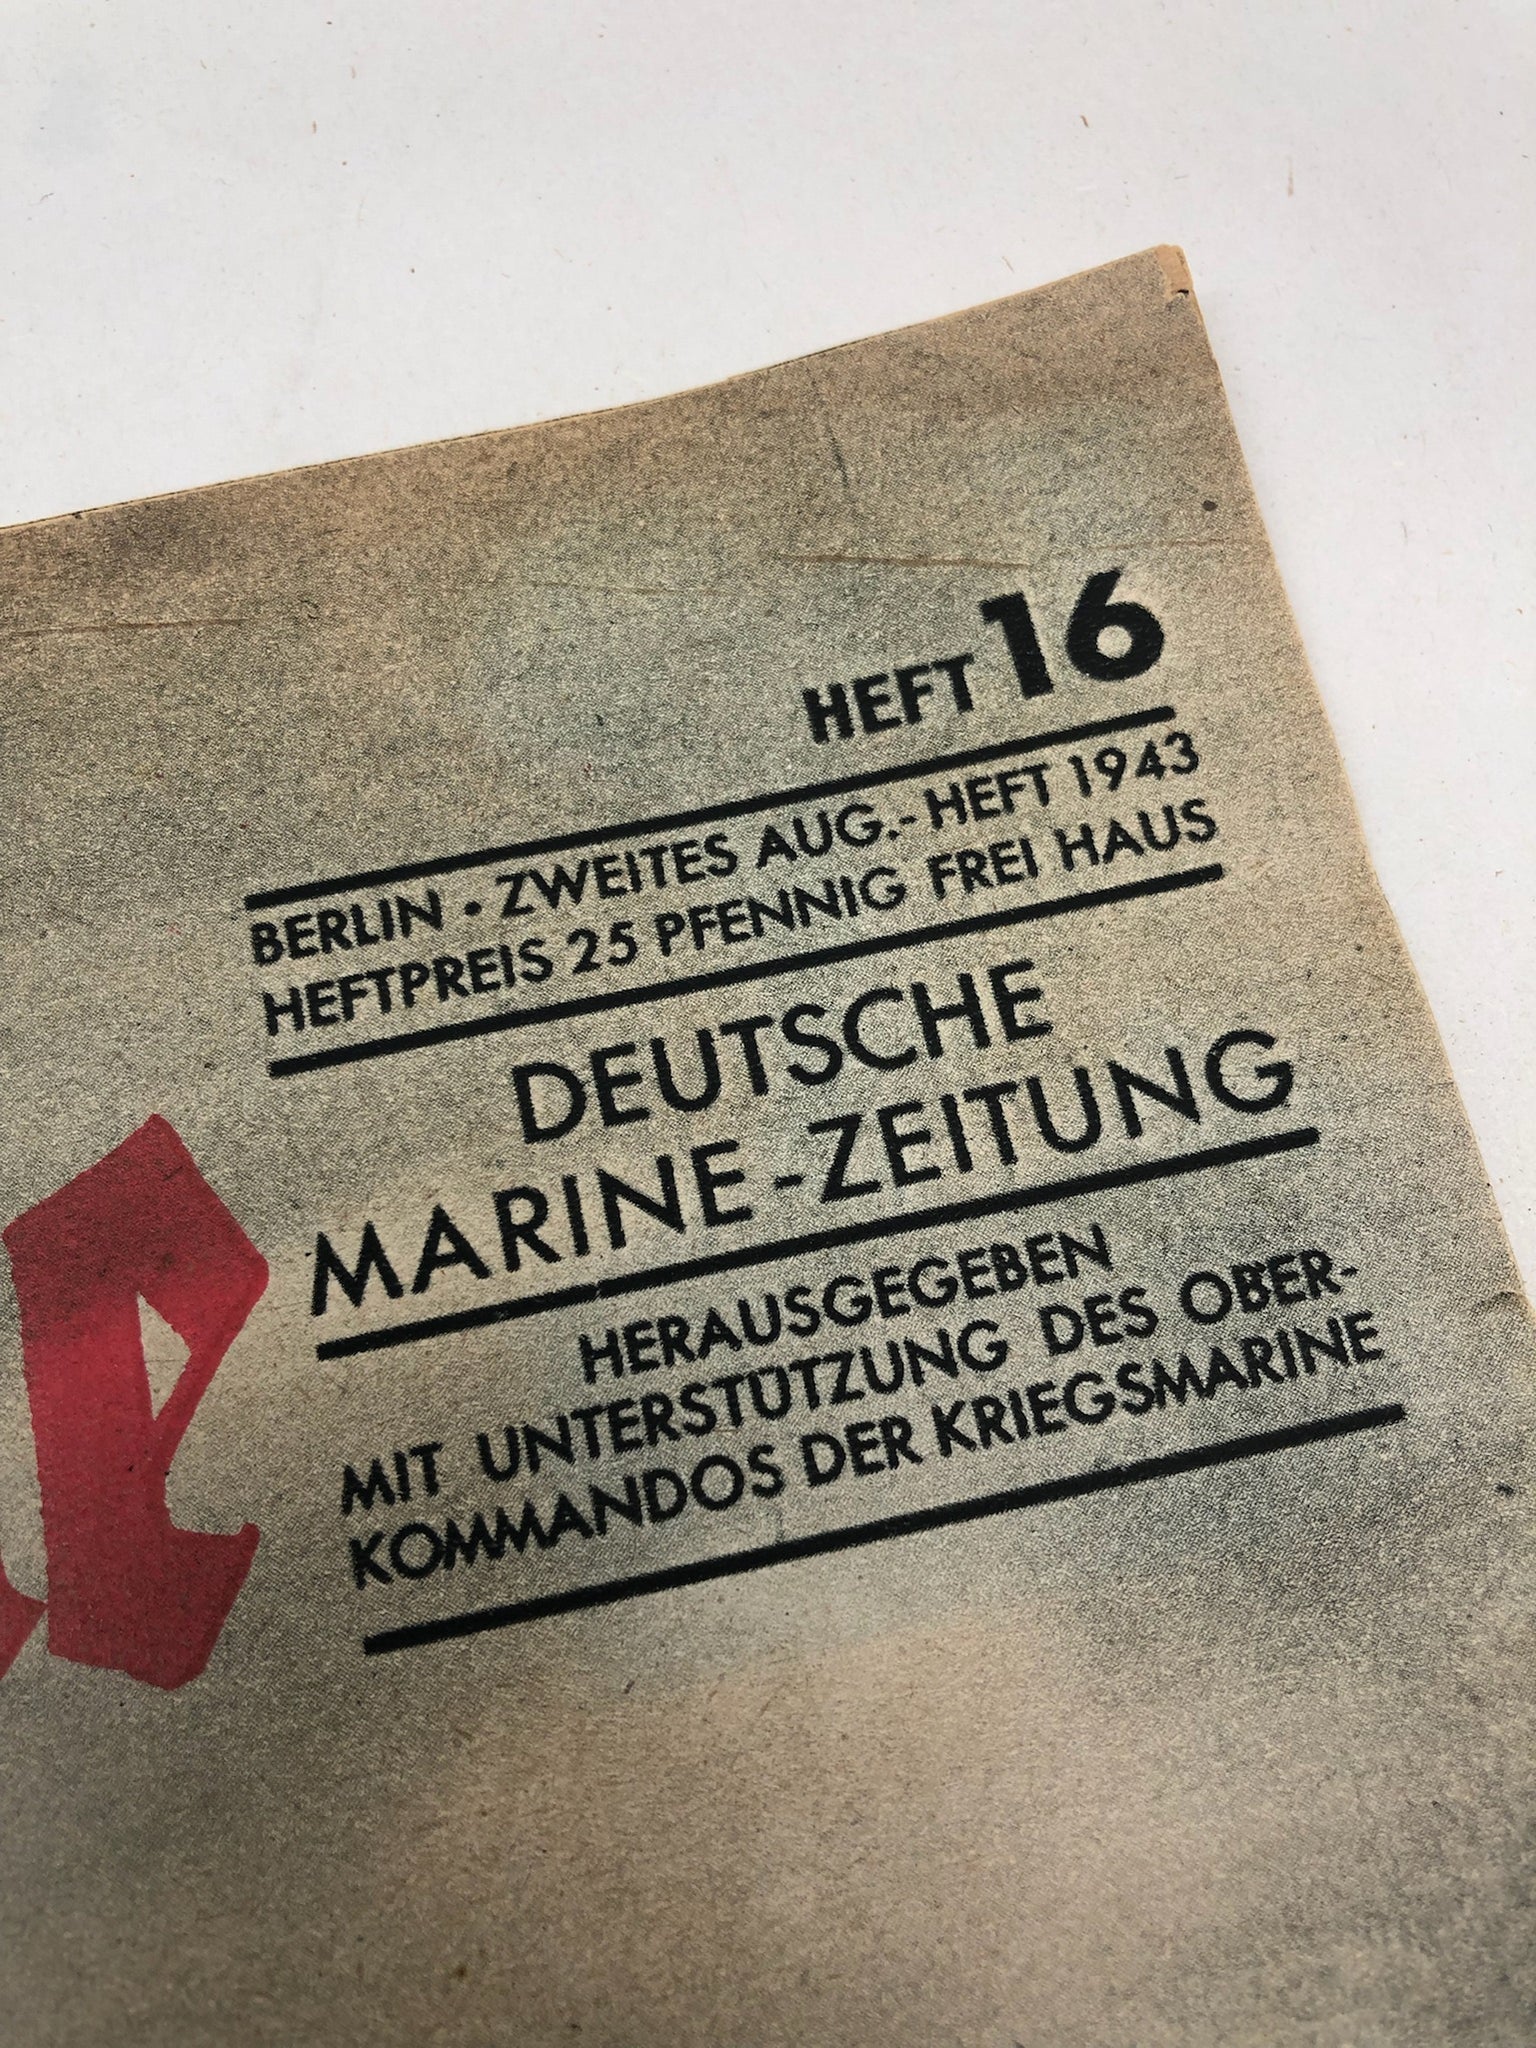 HEFT 16
BERLIN • ZWEITES AUG.-HEFT 1943
HEFTPREIS 25 PFENNIG FREI HAUS
DEUTSCHE
MARINE-ZEITUNG
HERAUSGEGEBEN
MIT UNTERSTÜTZUNG DES OBER-
KOMMANDOS DER KRIEGSMARINE